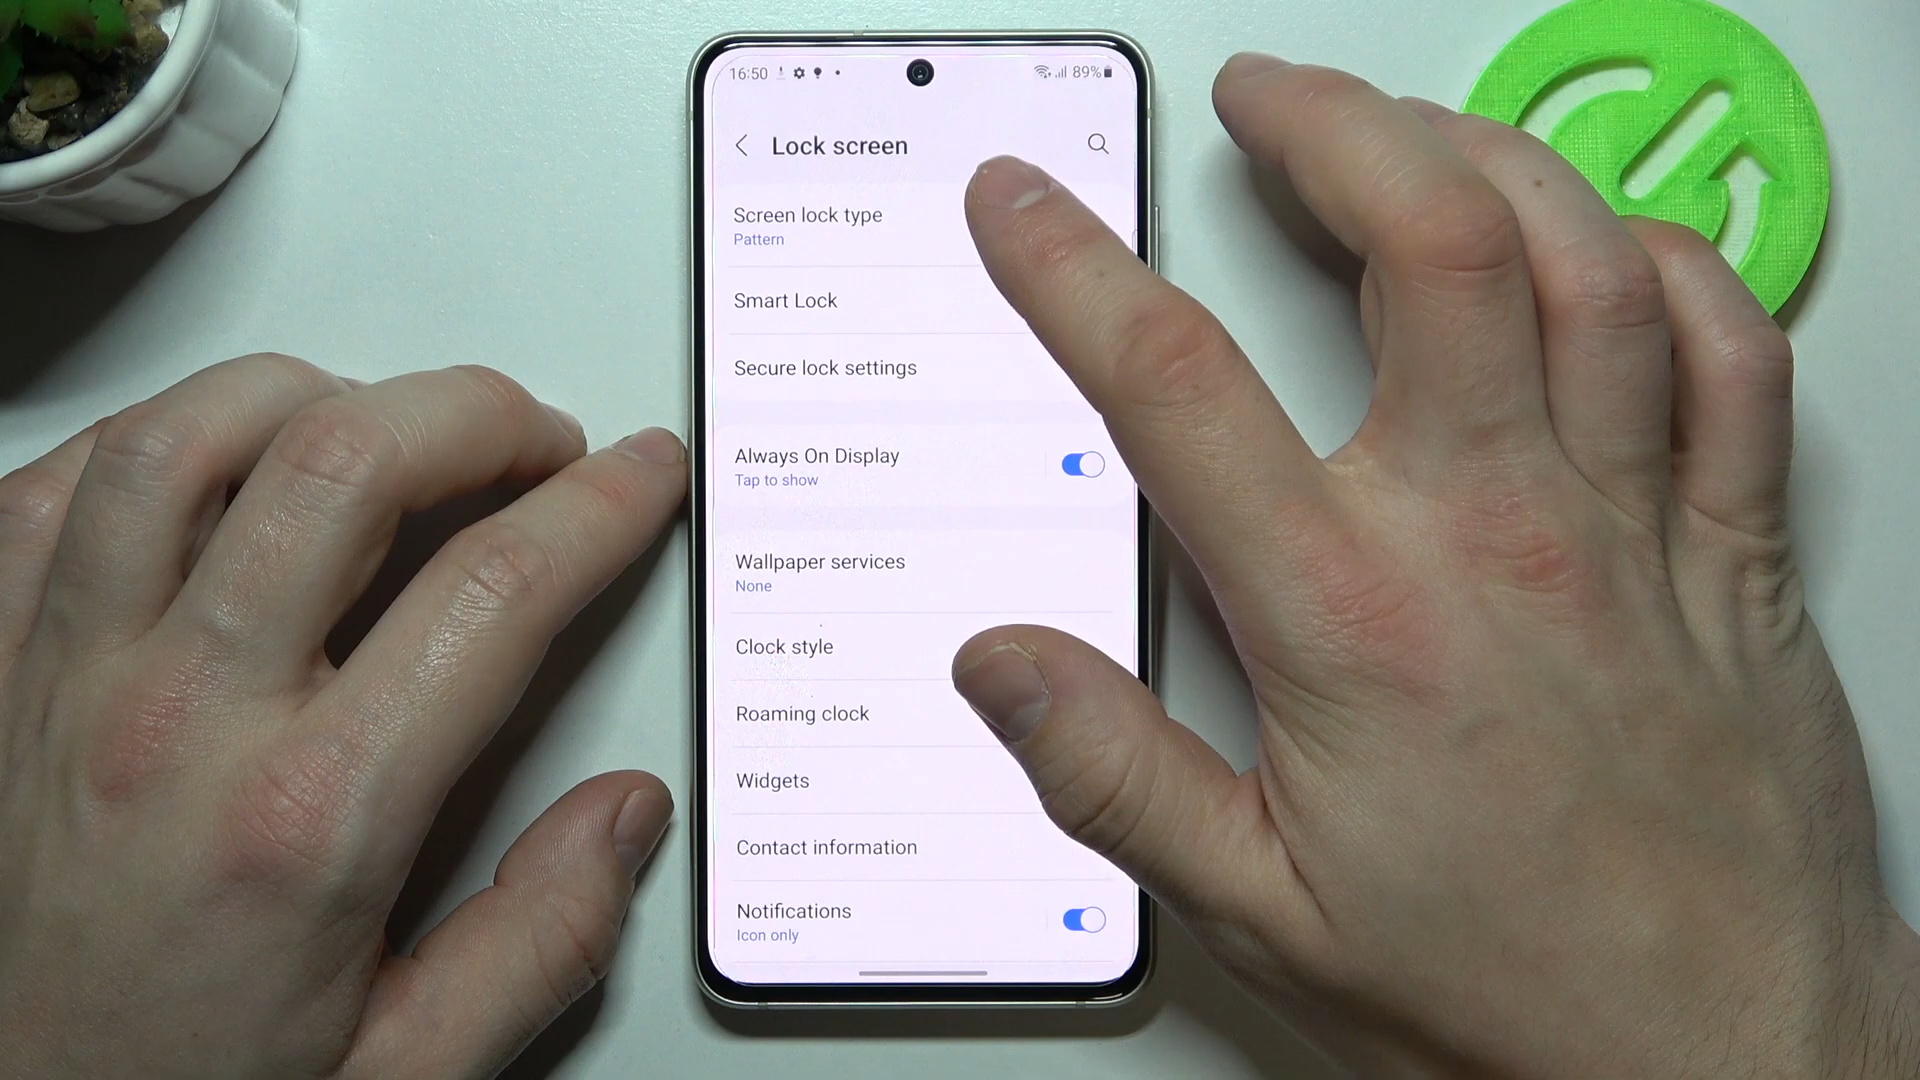 16:50
89%
Lock screen
Screen lock type
Pattern
Smart Lock
Secure lock settings
Always On Display
Tap to show
Wallpaper services
None
Clock style
Roaming clock
Widgets
Contact information
Notifications
Icon only